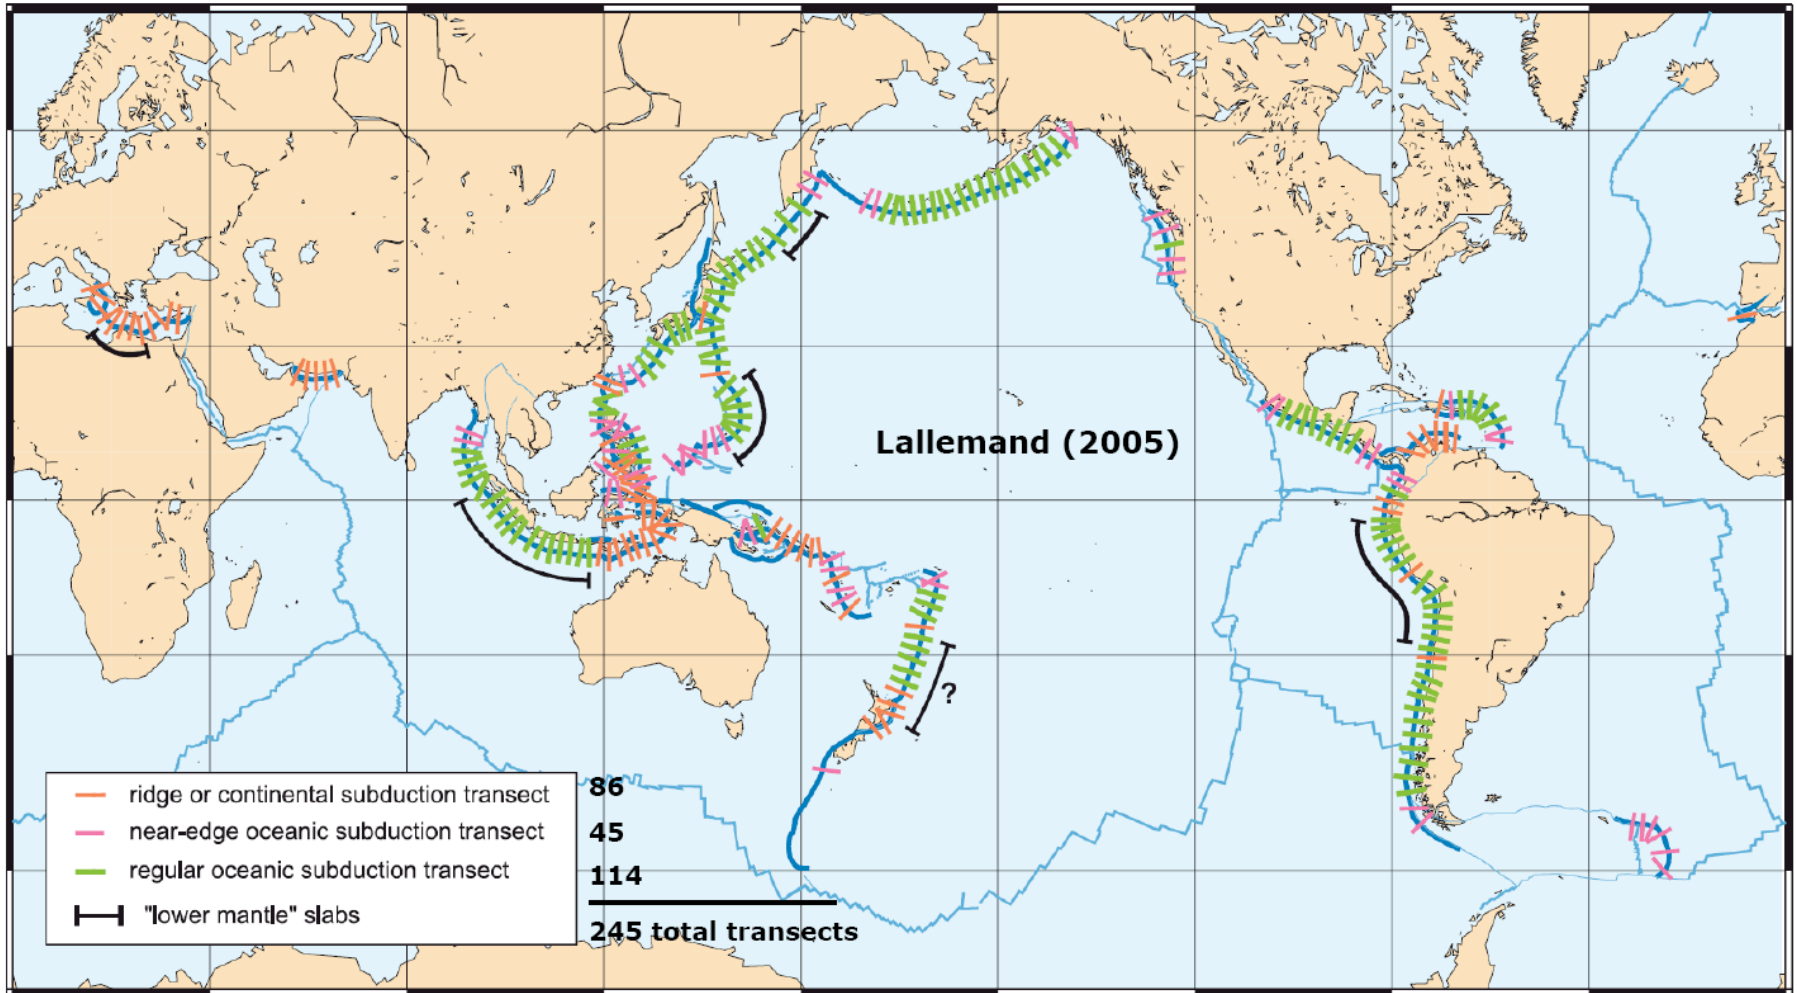 Lallemand (2005)
?
ridge or continental subduction transect 86
near-edge oceanic subduction transect 45
regular oceanic subduction transect 114
"lower mantle" slabs
245 total transects